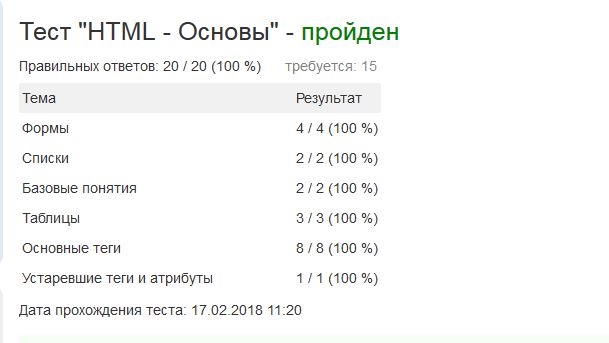 Тест "HTML - Основы" - пройден
Правильных ответов: 20 / 20 (100 %) требуется: 15
Тема Результат
Формы 4 / 4 (100 %)
Списки 2 / 2 (100 %)
Базовые понятия 2 / 2 (100 %)
Таблицы 3 / 3 (100 %)
Основные теги 8 / 8 (100 %)
Устаревшие теги и атрибуты 1 / 1 (100 %)
Дата прохождения теста: 17.02.2018 11:20